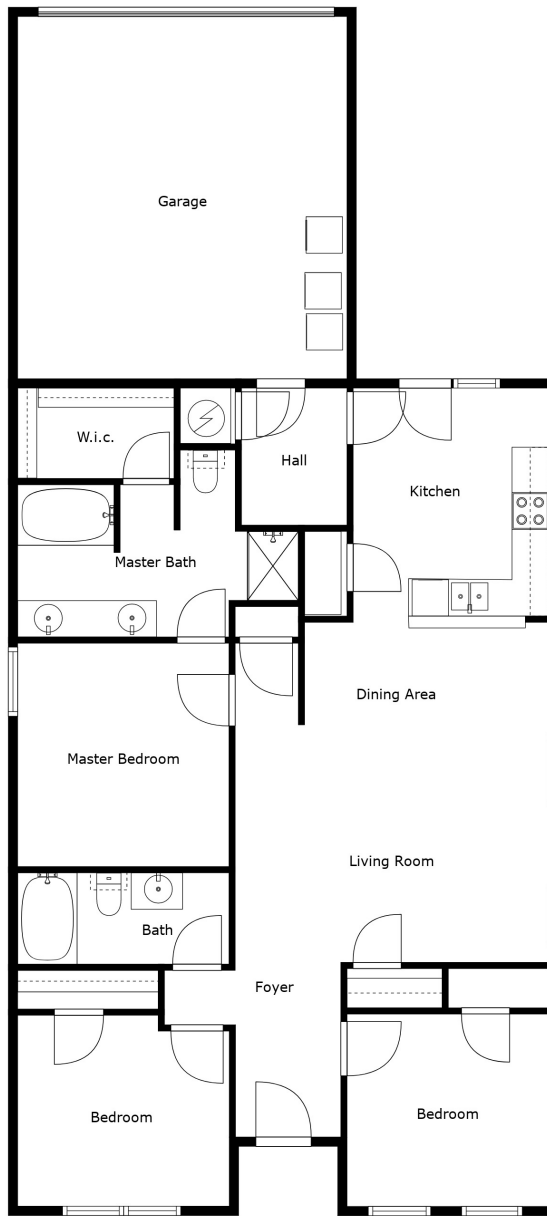 Garage
W.i.c.
Hall
Kitchen
Master Bath
Dining Area
Master Bedroom
Living Room
Bath
Foyer
Bedroom
Bedroom